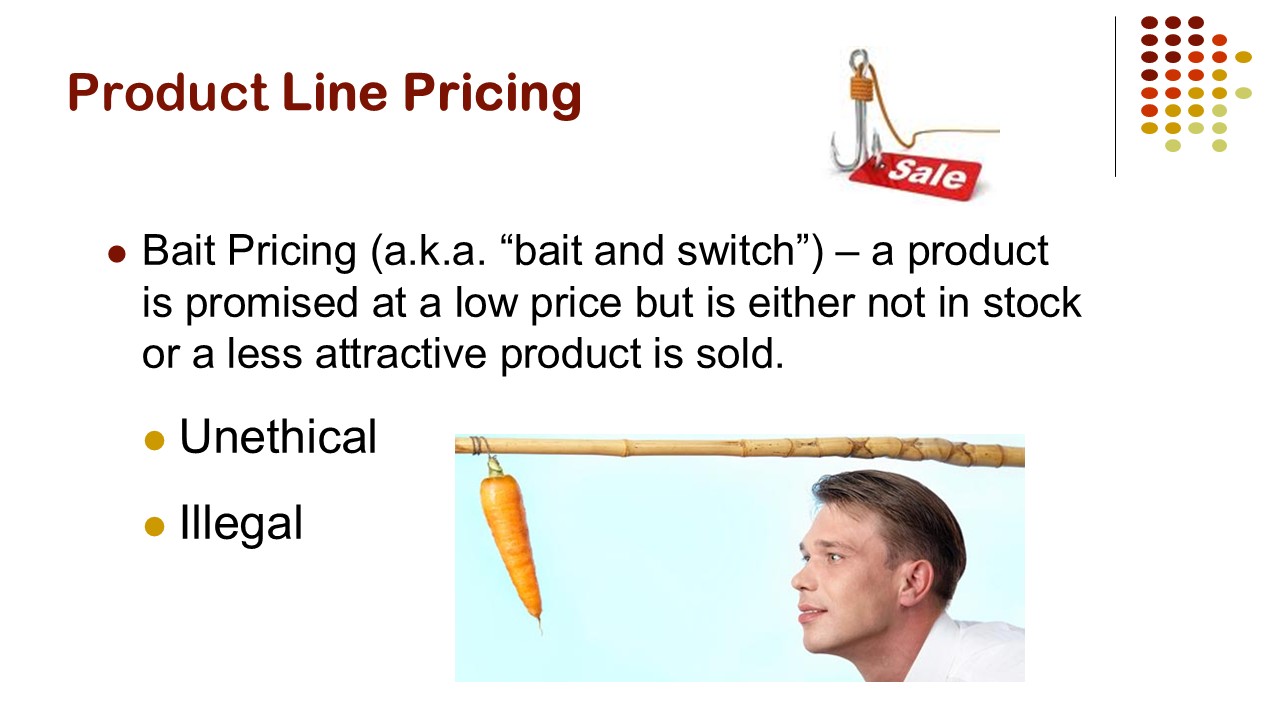 Product Line Pricing
Sale
● Bait Pricing (a.k.a. “bait and switch”) – a product
is promised at a low price but is either not in stock
or a less attractive product is sold.
● Unethical
● Illegal